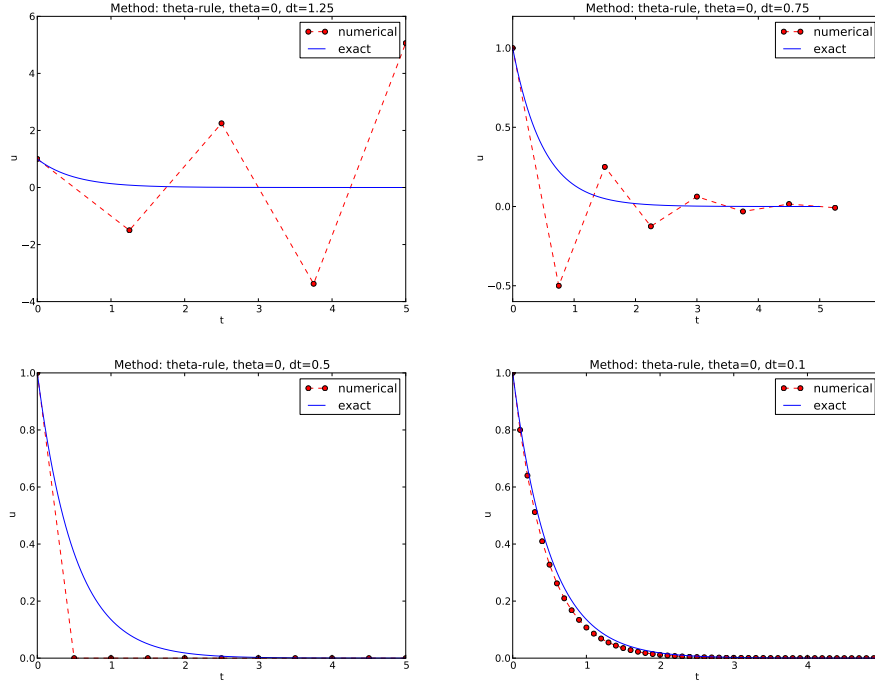 Method: theta-rule, theta=0, dt=1.25
6
4
2
0
−2
−4
u
0
1
2
3
4
5
t
numerical
exact
Method: theta-rule, theta=0, dt=0.75
1.0
0.5
0.0
−0.5
u
0
1
2
3
4
5
t
numerical
exact
Method: theta-rule, theta=0, dt=0.5
1.0
0.8
0.6
0.4
0.2
0.0
u
0
1
2
3
4
5
t
numerical
exact
Method: theta-rule, theta=0, dt=0.1
1.0
0.8
0.6
0.4
0.2
0.0
u
0
1
2
3
4
t
numerical
exact